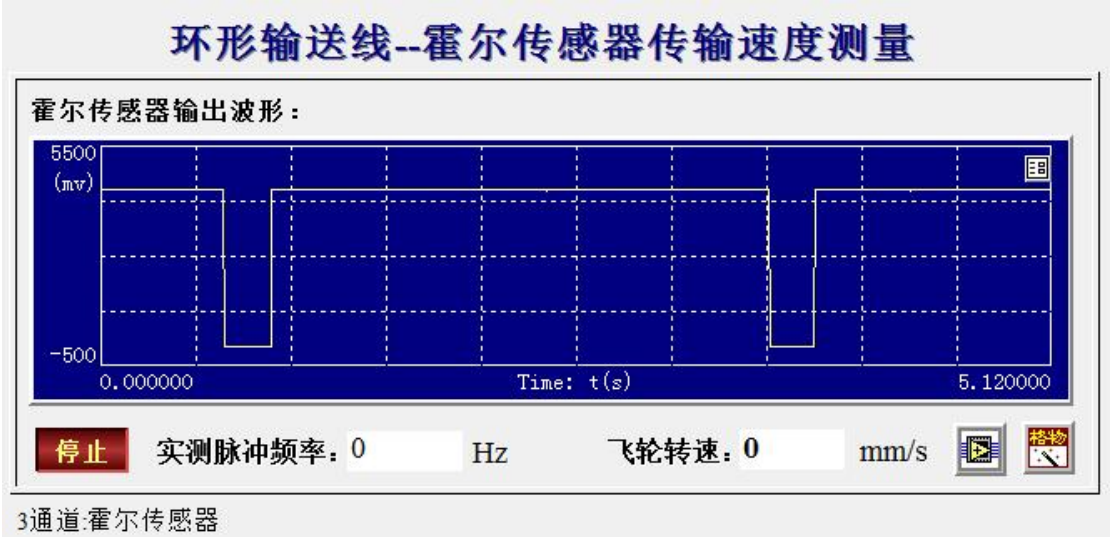 环形输送线--霍尔传感器传输速度测量
霍尔传感器输出波形：
5500
(mv)
-500
0.000000 Time: t(s) 5.120000
停止 实测脉冲频率: 0 Hz 飞轮转速: 0 mm/s 格物
3通道:霍尔传感器